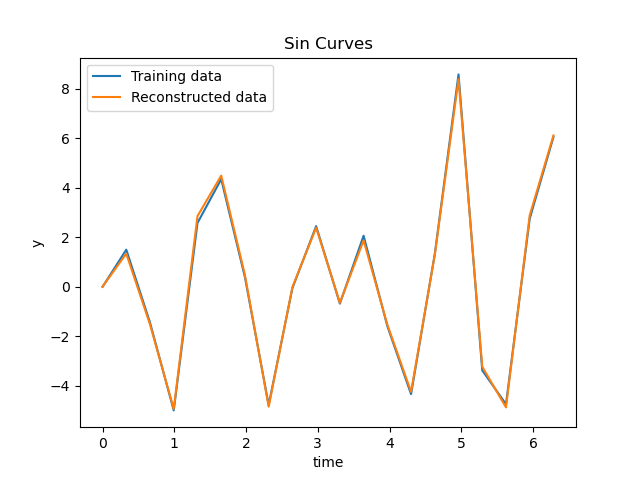 Sin Curves
Training data
Reconstructed data
8
6
4
2
0
−2
−4
y
0 1 2 3 4 5 6
time